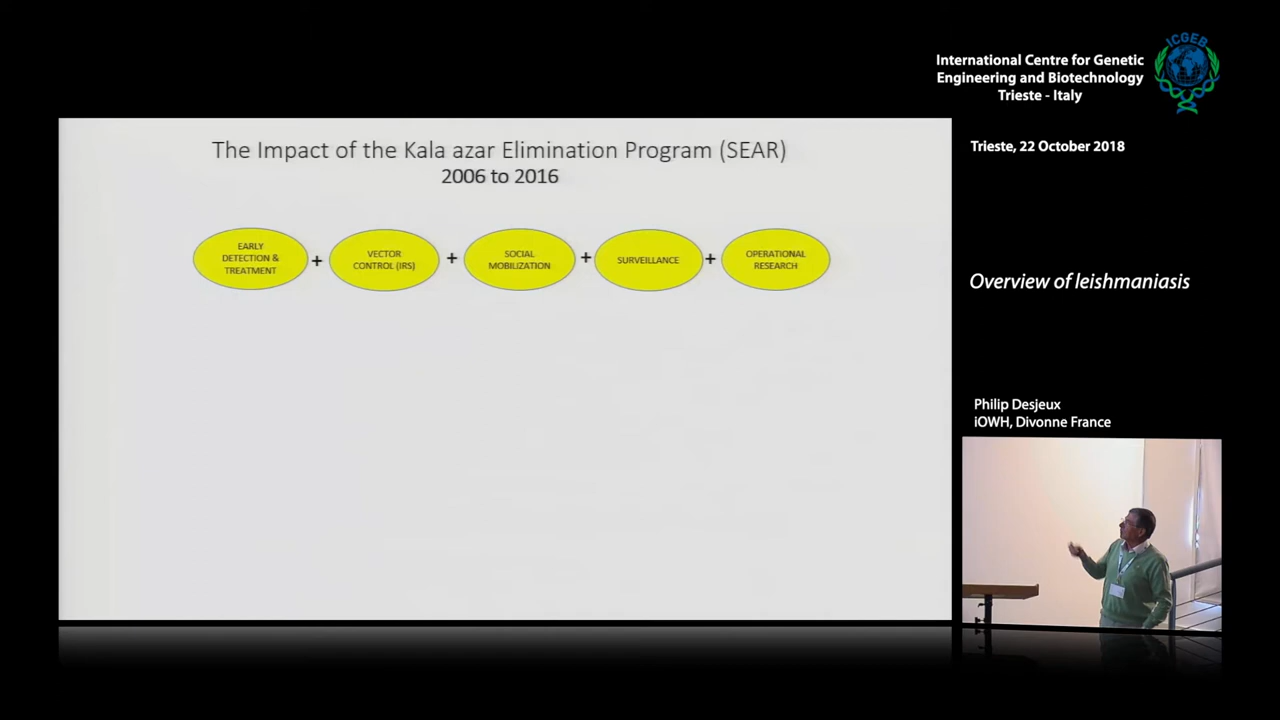 ICGEB
International Centre for Genetic
Engineering and Biotechnology
Trieste - Italy
Trieste, 22 October 2018
The Impact of the Kala azar Elimination Program (SEAR)
2006 to 2016
EARLY
DETECTION &
TREATMENT
+
VECTOR
CONTROL (IRS)
+
SOCIAL
MOBILIZATION
+
SURVEILLANCE
+
OPERATIONAL
RESEARCH
Overview of leishmaniasis
Philip Desjeux
iOWH, Divonne France